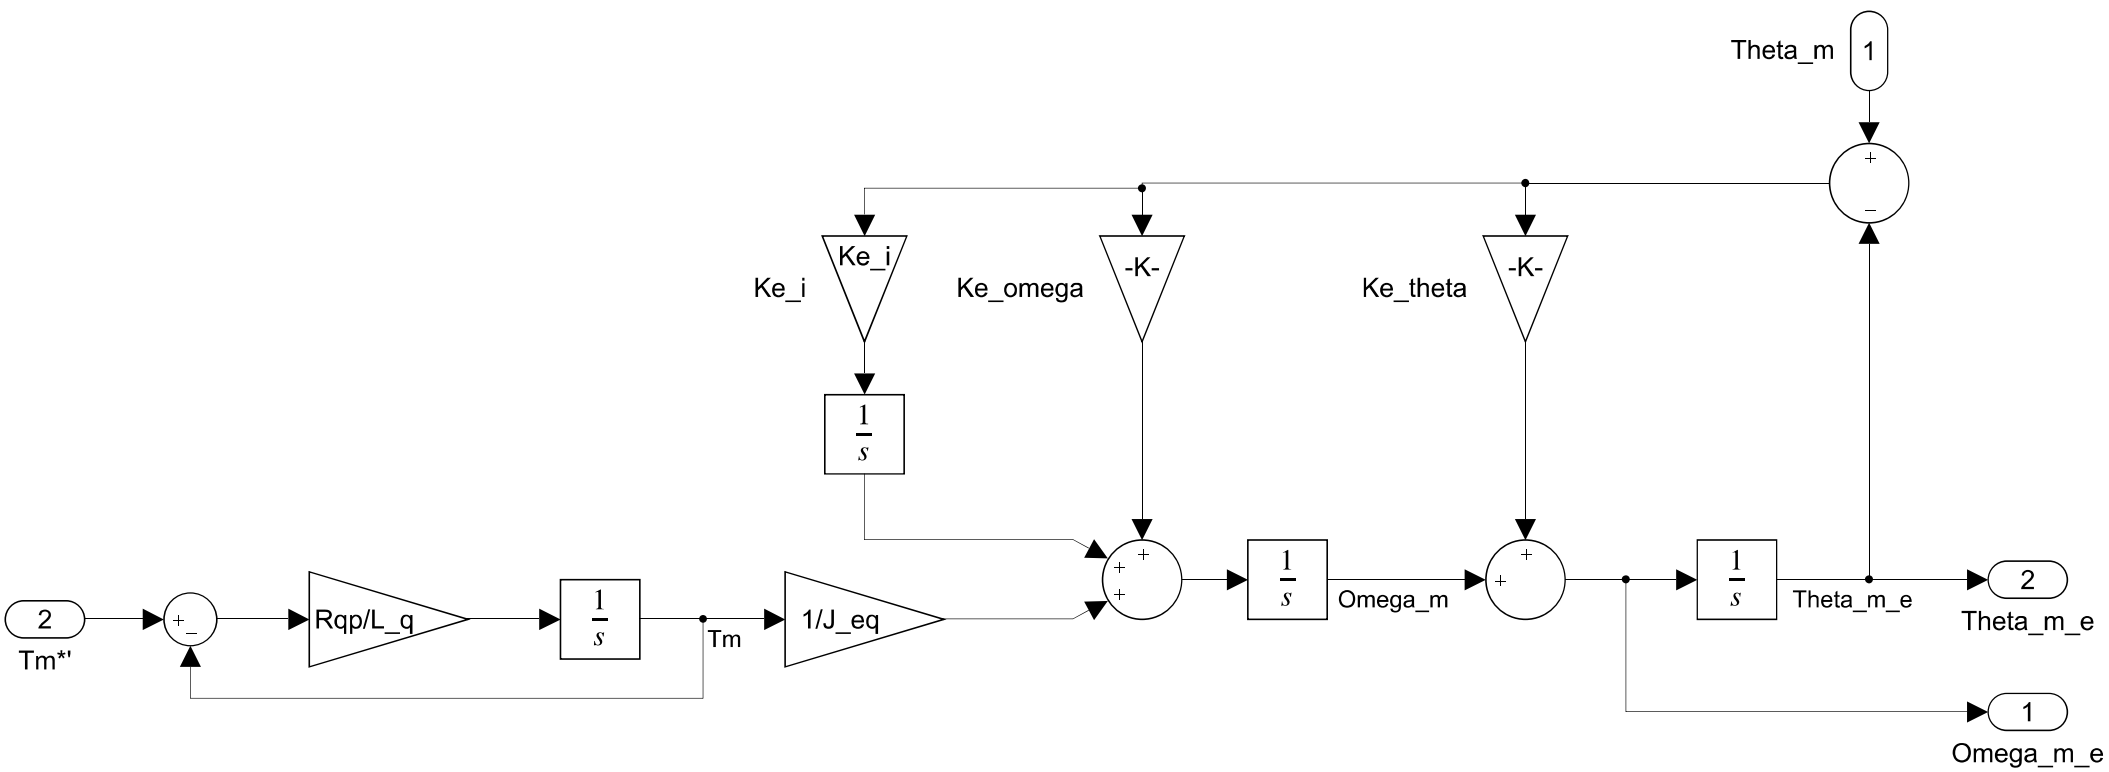 Theta_m
1
+
−
Ke_i
Ke_i
Ke_omega
-K-
Ke_theta
-K-
1
s
+
+
+
1
s
Omega_m
+
+
1
s
Theta_m_e
2
Theta_m_e
2
Tm*'
+
−
Rqp/L_q
1
s
Tm
1/J_eq
1
Omega_m_e